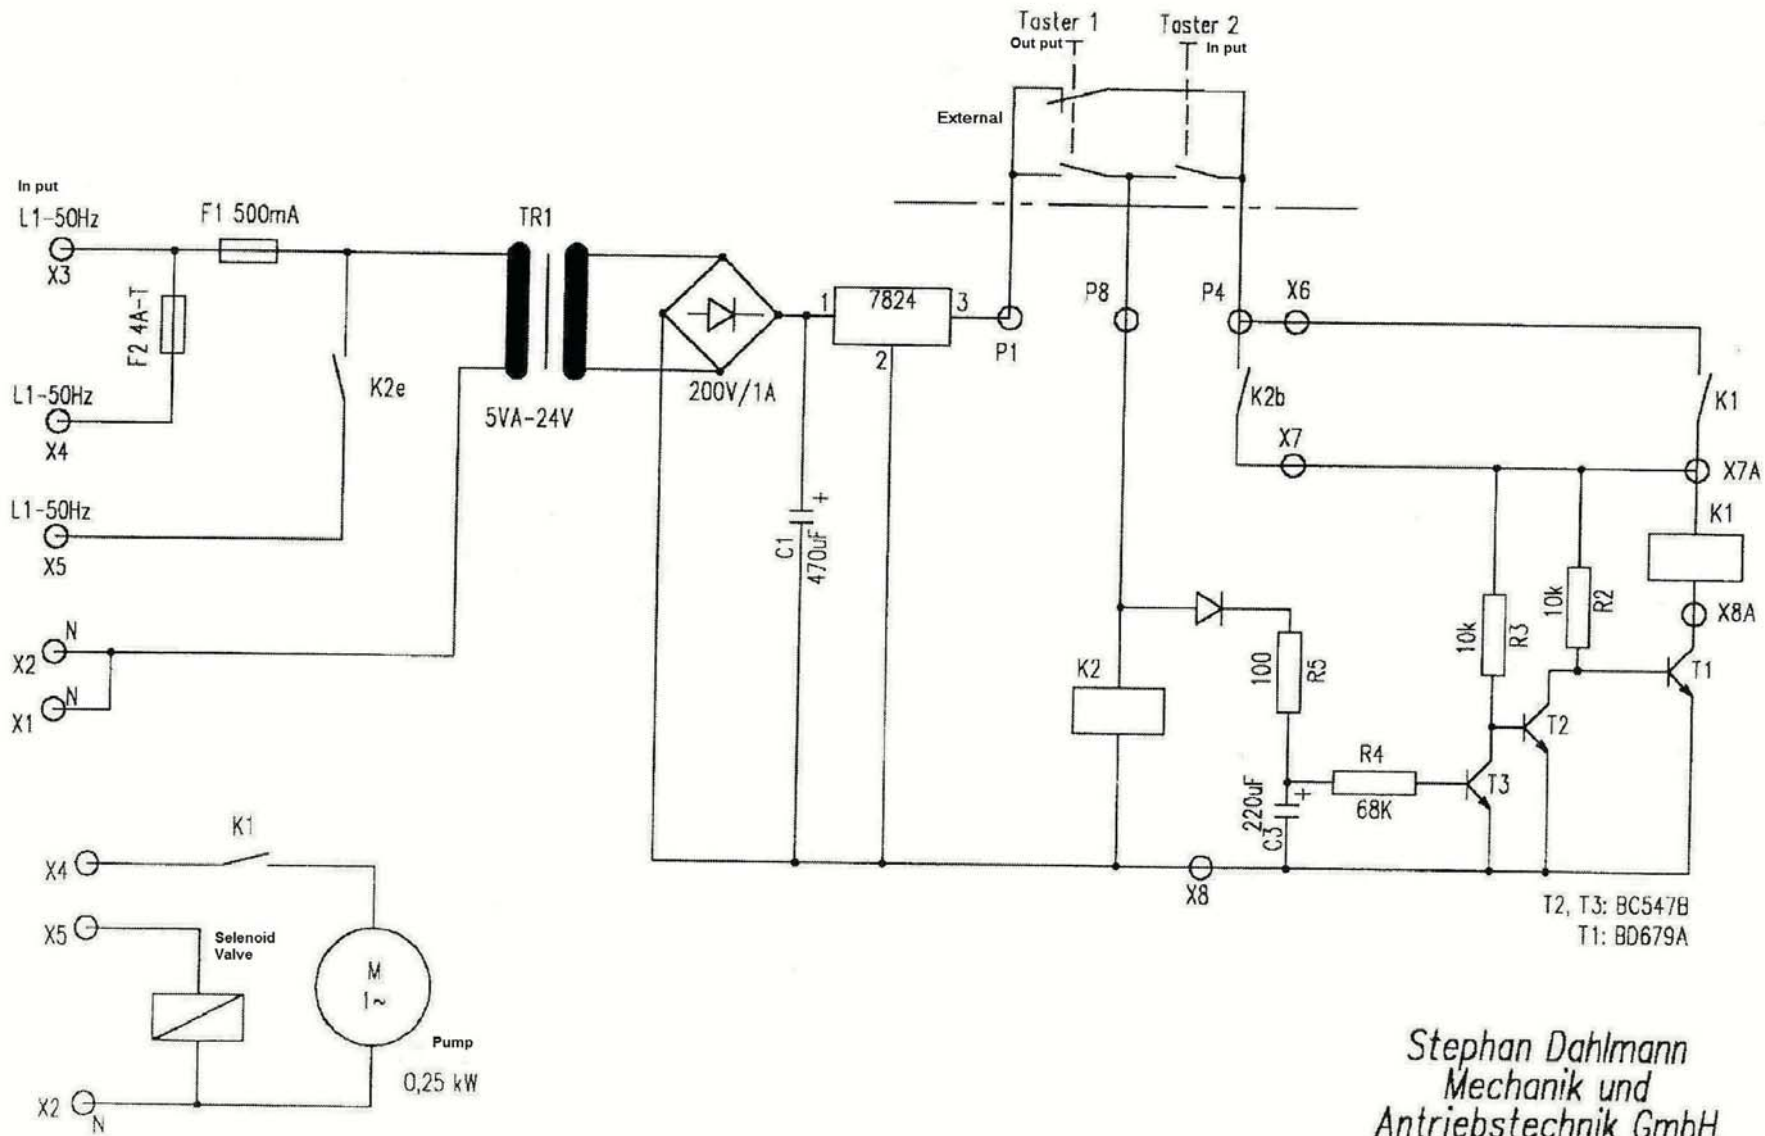 Taster 1
Taster 2
Out put
In put
External
In put
L1-50Hz
X3
F1 500mA
F2 4A-T
TR1
5VA-24V
K2e
L1-50Hz
X4
L1-50Hz
X5
N
X2
N
X1
200V/1A
1
7824
3
2
P1
C1
470uF
+
P8
P4
X6
K2b
K1
X7
X7A
K1
X8A
10k
R3
10k
R2
100
R5
K2
R4
68K
220uF
C3
+
T3
T2
T1
X8
T2, T3: BC547B
T1: BD679A
K1
X4
X5
Selenoid
Valve
M
1~
Pump
0,25 kW
X2
N
Stephan Dahlmann
Mechanik und
Antriebstechnik GmbH